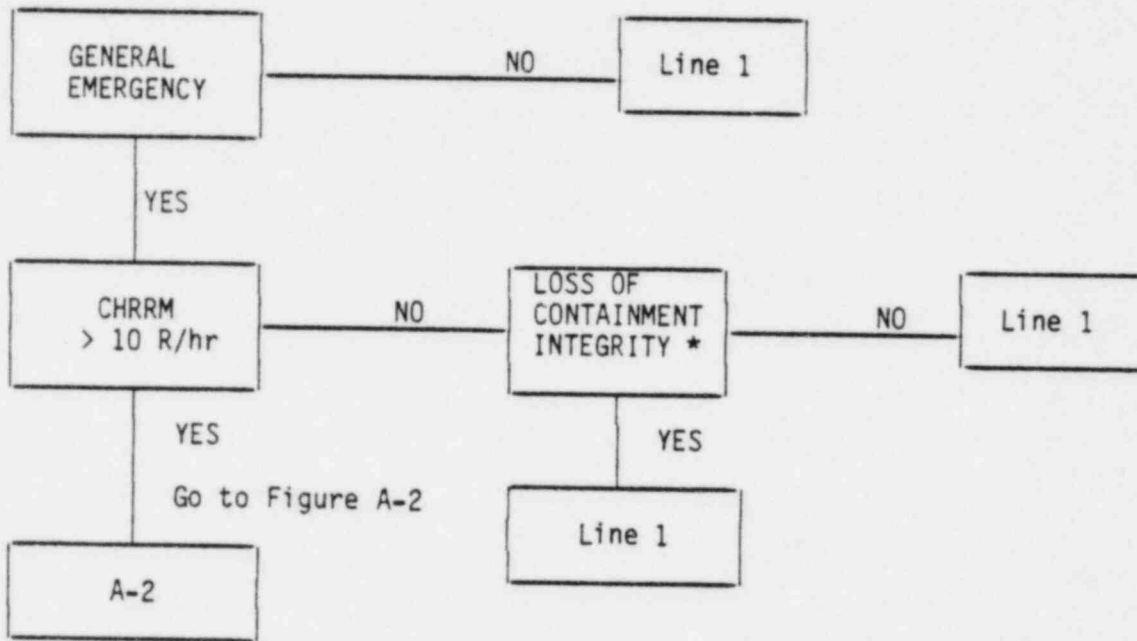 GENERAL
EMERGENCY
NO
Line 1
YES
CHRRM
> 10 R/hr
NO
LOSS OF
CONTAINMENT
INTEGRITY *
NO
Line 1
YES
Go to Figure A-2
YES
Line 1
A-2